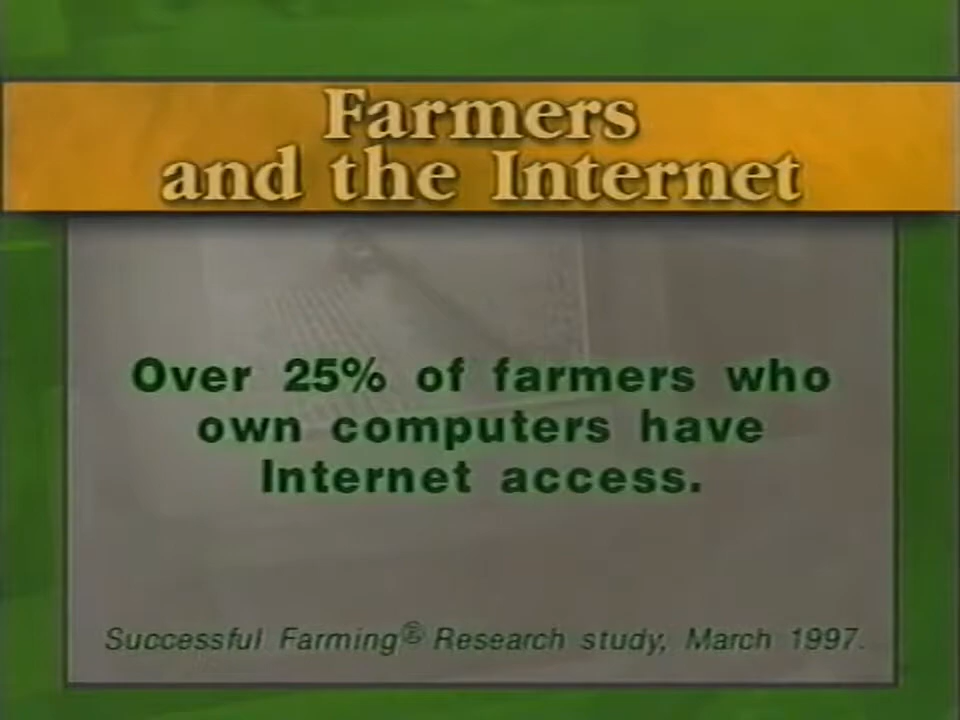 Farmers
and the Internet
Over 25% of farmers who
own computers have
Internet access.
Successful Farming® Research study, March 1997.